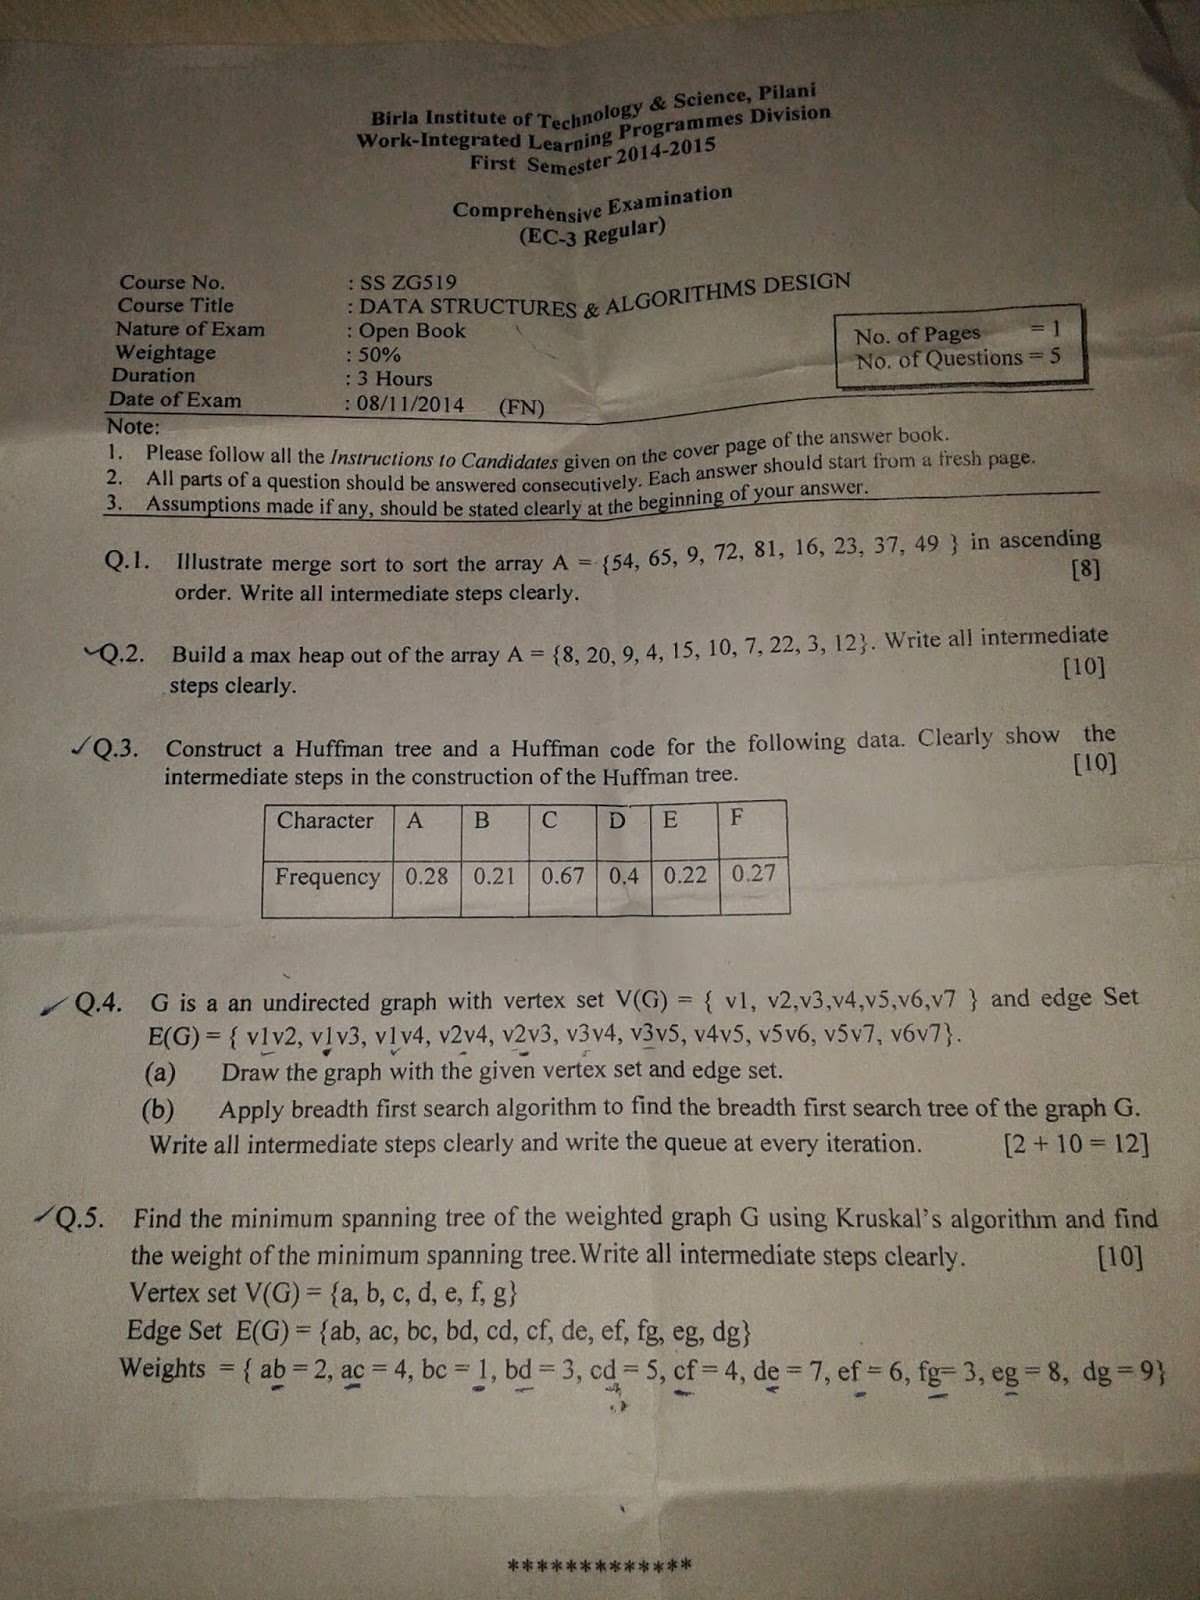 Birla Institute of Technology & Science, Pilani
Work-Integrated Learning Programmes Division
First Semester 2014-2015
Comprehensive Examination
(EC-3 Regular)
Course No. : SS ZG519
Course Title : DATA STRUCTURES & ALGORITHMS DESIGN
Nature of Exam : Open Book
Weightage : 50%
Duration : 3 Hours
Date of Exam : 08/11/2014 (FN)
No. of Pages = 1
No. of Questions = 5
Note:
1. Please follow all the Instructions to Candidates given on the cover page of the answer book.
2. All parts of a question should be answered consecutively. Each answer should start from a fresh page.
3. Assumptions made if any, should be stated clearly at the beginning of your answer.
Q.1. Illustrate merge sort to sort the array A = {54, 65, 9, 72, 81, 16, 23, 37, 49 } in ascending
order. Write all intermediate steps clearly. [8]
Q.2. Build a max heap out of the array A = {8, 20, 9, 4, 15, 10, 7, 22, 3, 12}. Write all intermediate
steps clearly. [10]
Q.3. Construct a Huffman tree and a Huffman code for the following data. Clearly show the
intermediate steps in the construction of the Huffman tree. [10]
Character A B C D E F
Frequency 0.28 0.21 0.67 0.4 0.22 0.27
Q.4. G is a an undirected graph with vertex set V(G) = { v1, v2,v3,v4,v5,v6,v7 } and edge Set
E(G) = { v1v2, v1v3, v1v4, v2v4, v2v3, v3v4, v3v5, v4v5, v5v6, v5v7, v6v7}.
(a) Draw the graph with the given vertex set and edge set.
(b) Apply breadth first search algorithm to find the breadth first search tree of the graph G.
Write all intermediate steps clearly and write the queue at every iteration. [2 + 10 = 12]
Q.5. Find the minimum spanning tree of the weighted graph G using Kruskal's algorithm and find
the weight of the minimum spanning tree. Write all intermediate steps clearly. [10]
Vertex set V(G) = {a, b, c, d, e, f, g}
Edge Set E(G) = {ab, ac, bc, bd, cd, cf, de, ef, fg, eg, dg}
Weights = { ab = 2, ac = 4, bc = 1, bd = 3, cd = 5, cf = 4, de = 7, ef = 6, fg= 3, eg = 8, dg = 9}
*************